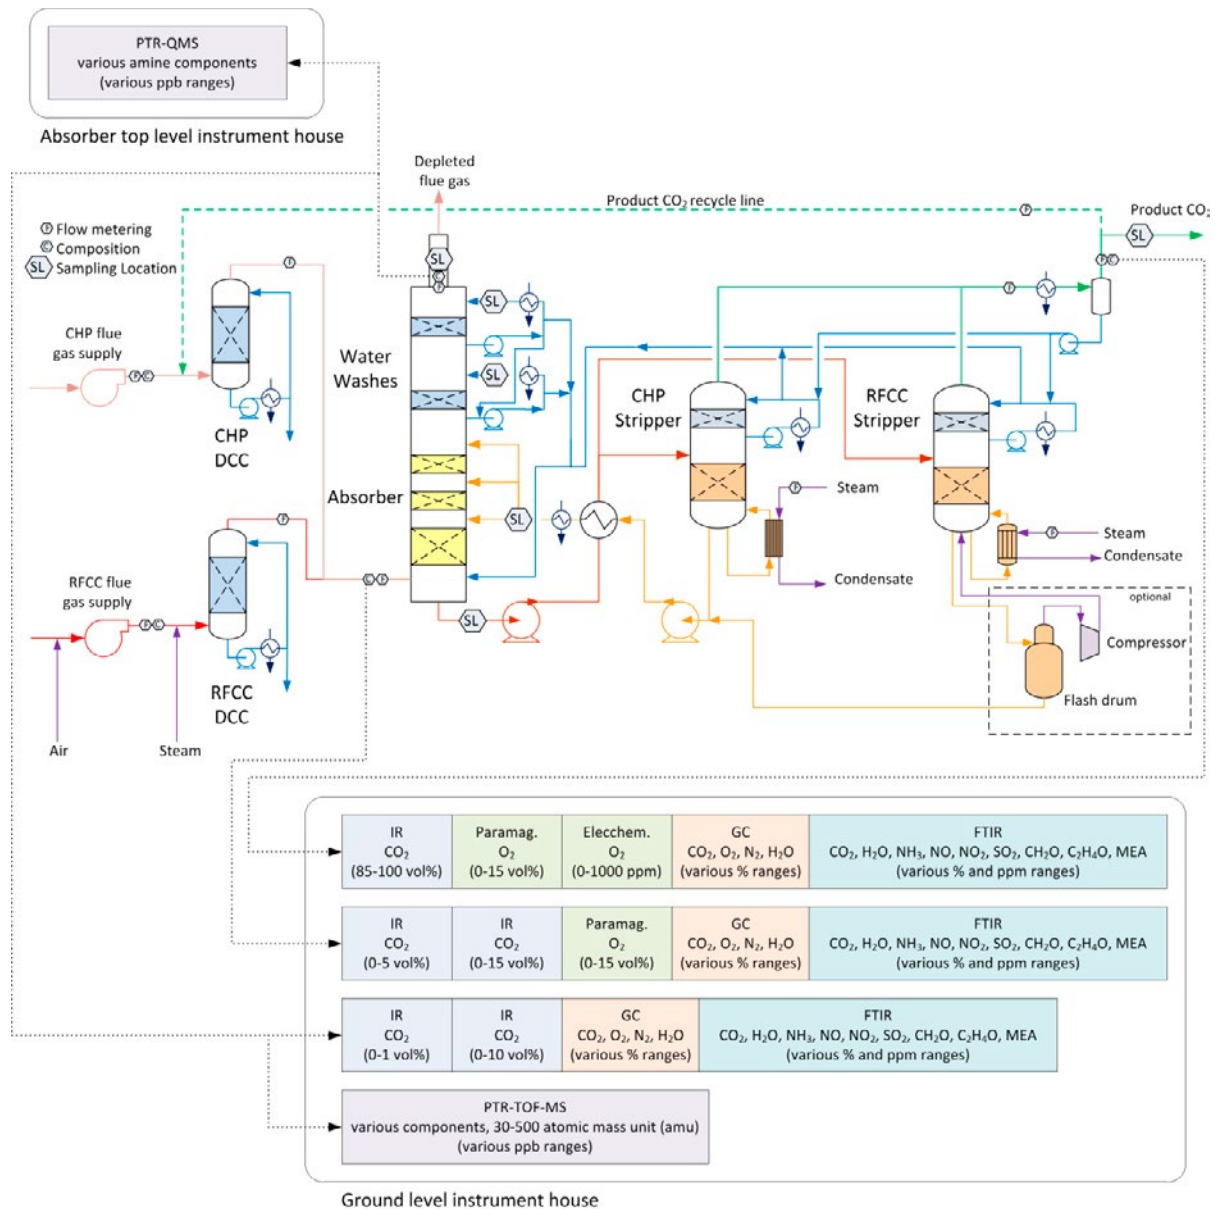 PTR-QMS
various amine components
(various ppb ranges)
Absorber top level instrument house
Depleted
flue gas
Product CO₂ recycle line
Product CO₂
Flow metering
Composition
SL Sampling Location
CHP flue
gas supply
CHP
DCC
Water
Washes
Absorber
SL
SL
SL
SL
SL
SL
CHP
Stripper
RFCC
Stripper
Steam
Condensate
Steam
Condensate
optional
Compressor
Flash drum
RFCC flue
gas supply
RFCC
DCC
Air
Steam
IR
CO₂
(85-100 vol%)
Paramag.
O₂
(0-15 vol%)
Elecchem.
O₂
(0-1000 ppm)
GC
CO₂, O₂, N₂, H₂O
(various % ranges)
FTIR
CO₂, H₂O, NH₃, NO, NO₂, SO₂, CH₂O, C₂H₄O, MEA
(various % and ppm ranges)
IR
CO₂
(0-5 vol%)
IR
CO₂
(0-15 vol%)
Paramag.
O₂
(0-15 vol%)
GC
CO₂, O₂, N₂, H₂O
(various % ranges)
FTIR
CO₂, H₂O, NH₃, NO, NO₂, SO₂, CH₂O, C₂H₄O, MEA
(various % and ppm ranges)
IR
CO₂
(0-1 vol%)
IR
CO₂
(0-10 vol%)
GC
CO₂, O₂, N₂, H₂O
(various % ranges)
FTIR
CO₂, H₂O, NH₃, NO, NO₂, SO₂, CH₂O, C₂H₄O, MEA
(various % and ppm ranges)
PTR-TOF-MS
various components, 30-500 atomic mass unit (amu)
(various ppb ranges)
Ground level instrument house